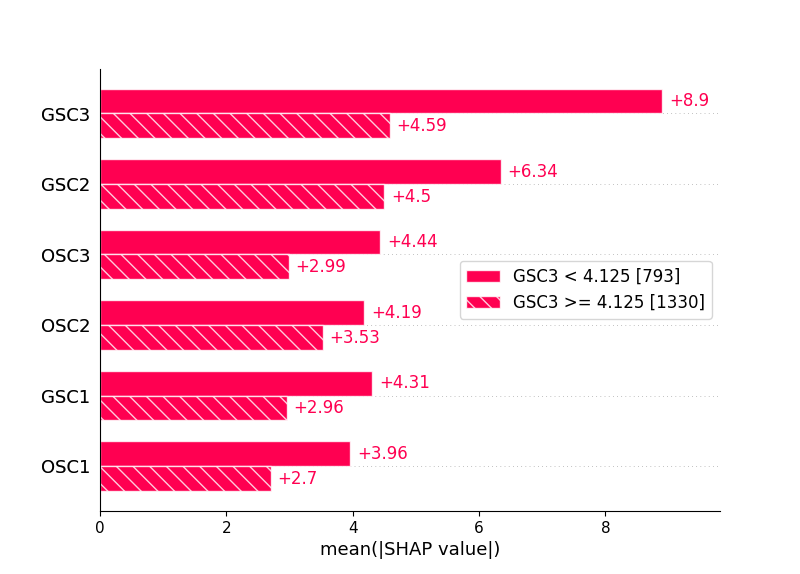 GSC3
+8.9
+4.59
GSC2
+6.34
+4.5
OSC3
+4.44
+2.99
GSC3 < 4.125 [793]
GSC3 >= 4.125 [1330]
OSC2
+4.19
+3.53
GSC1
+4.31
+2.96
OSC1
+3.96
+2.7
0 2 4 6 8
mean(|SHAP value|)